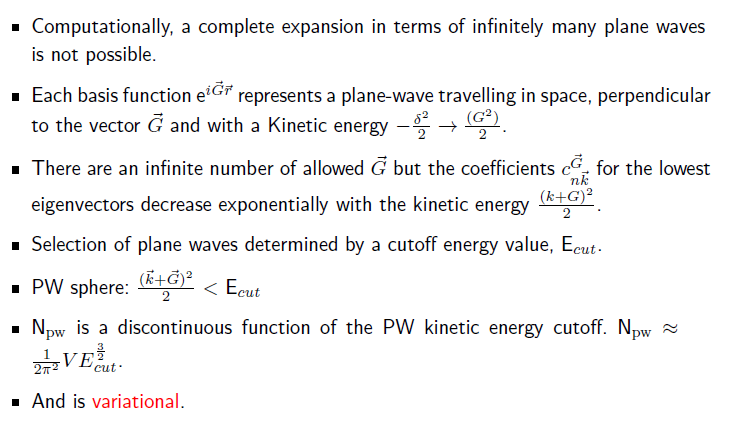 ▪ Computationally, a complete expansion in terms of infinitely many plane waves
is not possible.
▪ Each basis function $e^{i\vec{G}\vec{r}}$ represents a plane-wave travelling in space, perpendicular
to the vector $\vec{G}$ and with a Kinetic energy $-\frac{\delta^2}{2} \rightarrow \frac{(G^2)}{2}$.
▪ There are an infinite number of allowed $\vec{G}$ but the coefficients $c^{\vec{G}}_{n\vec{k}}$ for the lowest
eigenvectors decrease exponentially with the kinetic energy $\frac{(k+G)^2}{2}$.
▪ Selection of plane waves determined by a cutoff energy value, $E_{cut}$.
▪ PW sphere: $\frac{(\vec{k}+\vec{G})^2}{2} < E_{cut}$
▪ $N_{pw}$ is a discontinuous function of the PW kinetic energy cutoff. $N_{pw} \approx$
$\frac{1}{2\pi^2} V E_{cut}^{\frac{3}{2}}$.
▪ And is variational.